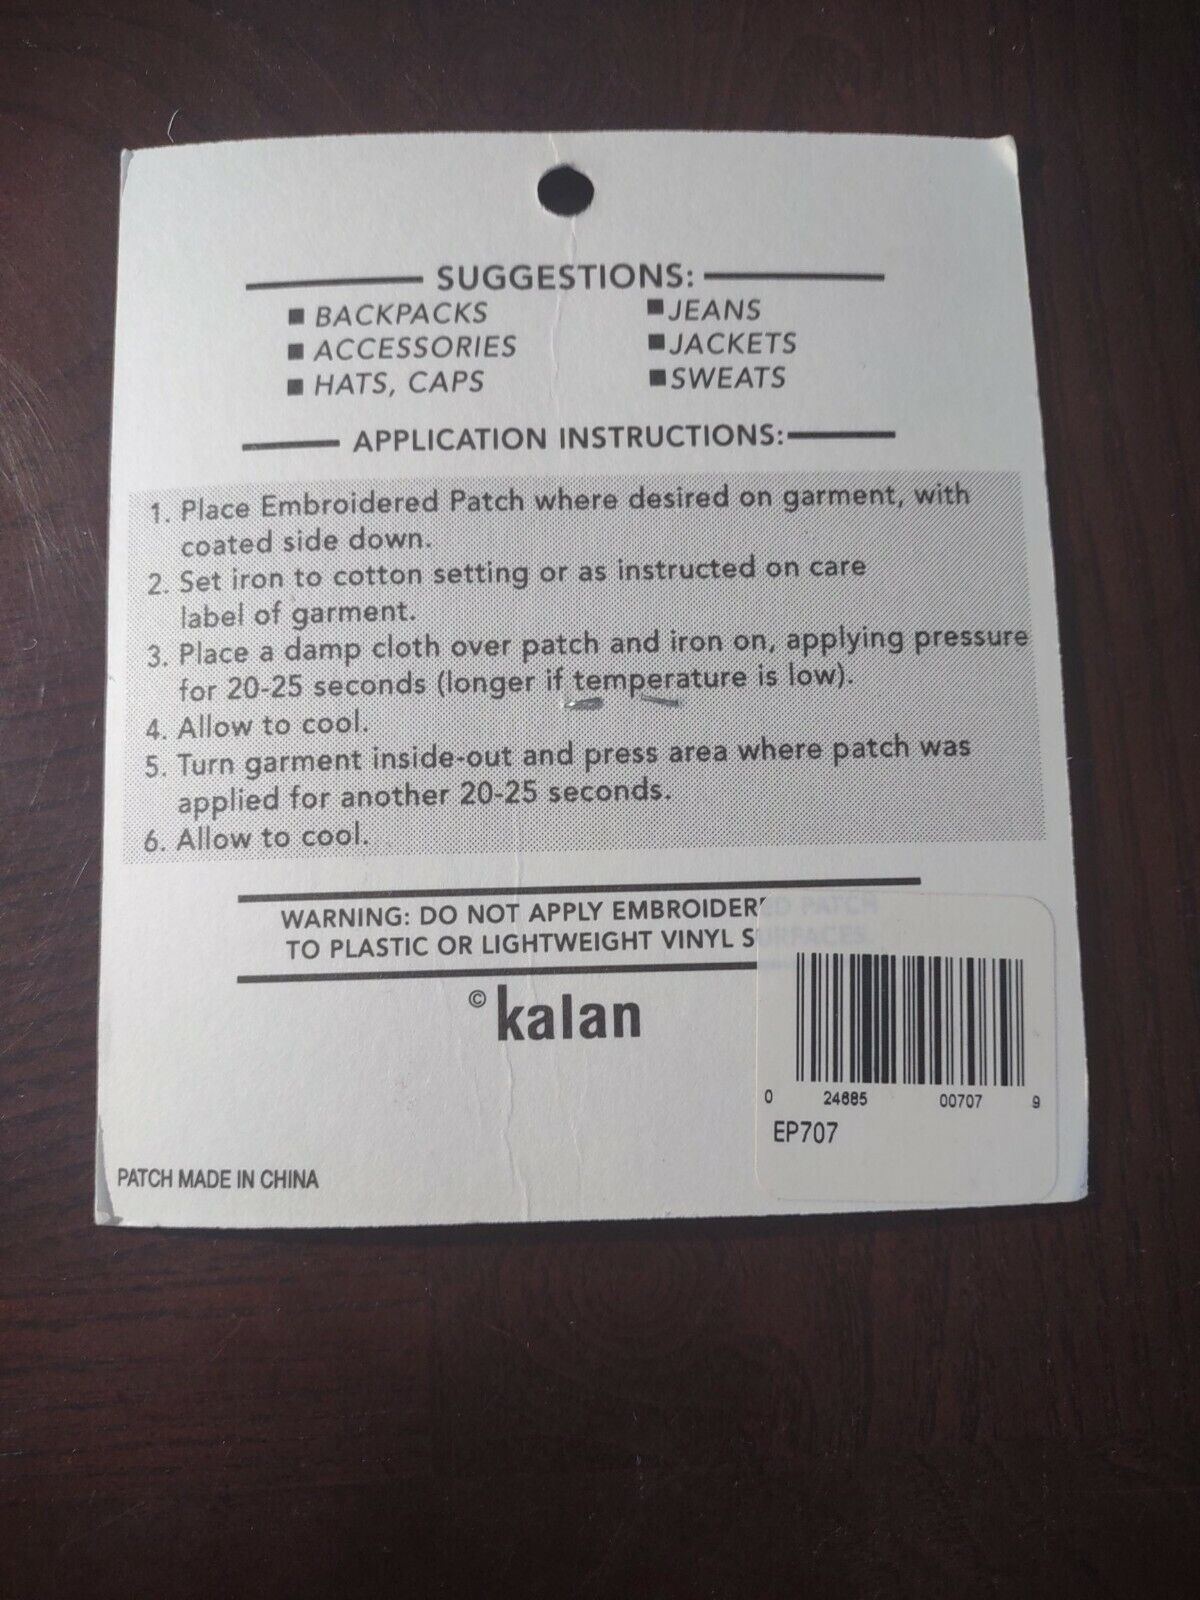 SUGGESTIONS:
■ BACKPACKS ■ JEANS
■ ACCESSORIES ■ JACKETS
■ HATS, CAPS ■ SWEATS
APPLICATION INSTRUCTIONS:
1. Place Embroidered Patch where desired on garment, with
coated side down.
2. Set iron to cotton setting or as instructed on care
label of garment.
3. Place a damp cloth over patch and iron on, applying pressure
for 20-25 seconds (longer if temperature is low).
4. Allow to cool.
5. Turn garment inside-out and press area where patch was
applied for another 20-25 seconds.
6. Allow to cool.
WARNING: DO NOT APPLY EMBROIDERED PATCH
TO PLASTIC OR LIGHTWEIGHT VINYL SURFACES.
© kalan
0 24685 00707 9
EP707
PATCH MADE IN CHINA